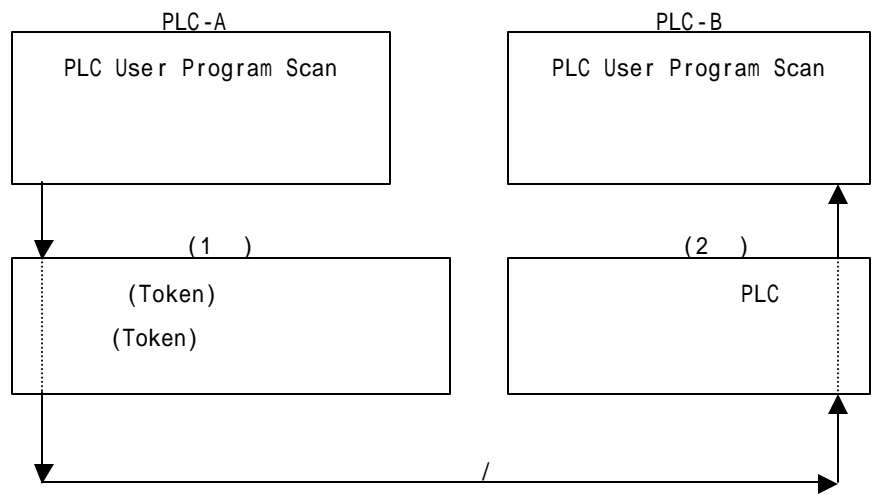 PLC-A
PLC-B
PLC User Program Scan
PLC User Program Scan
(1 )
(2 )
(Token)
PLC
(Token)
/